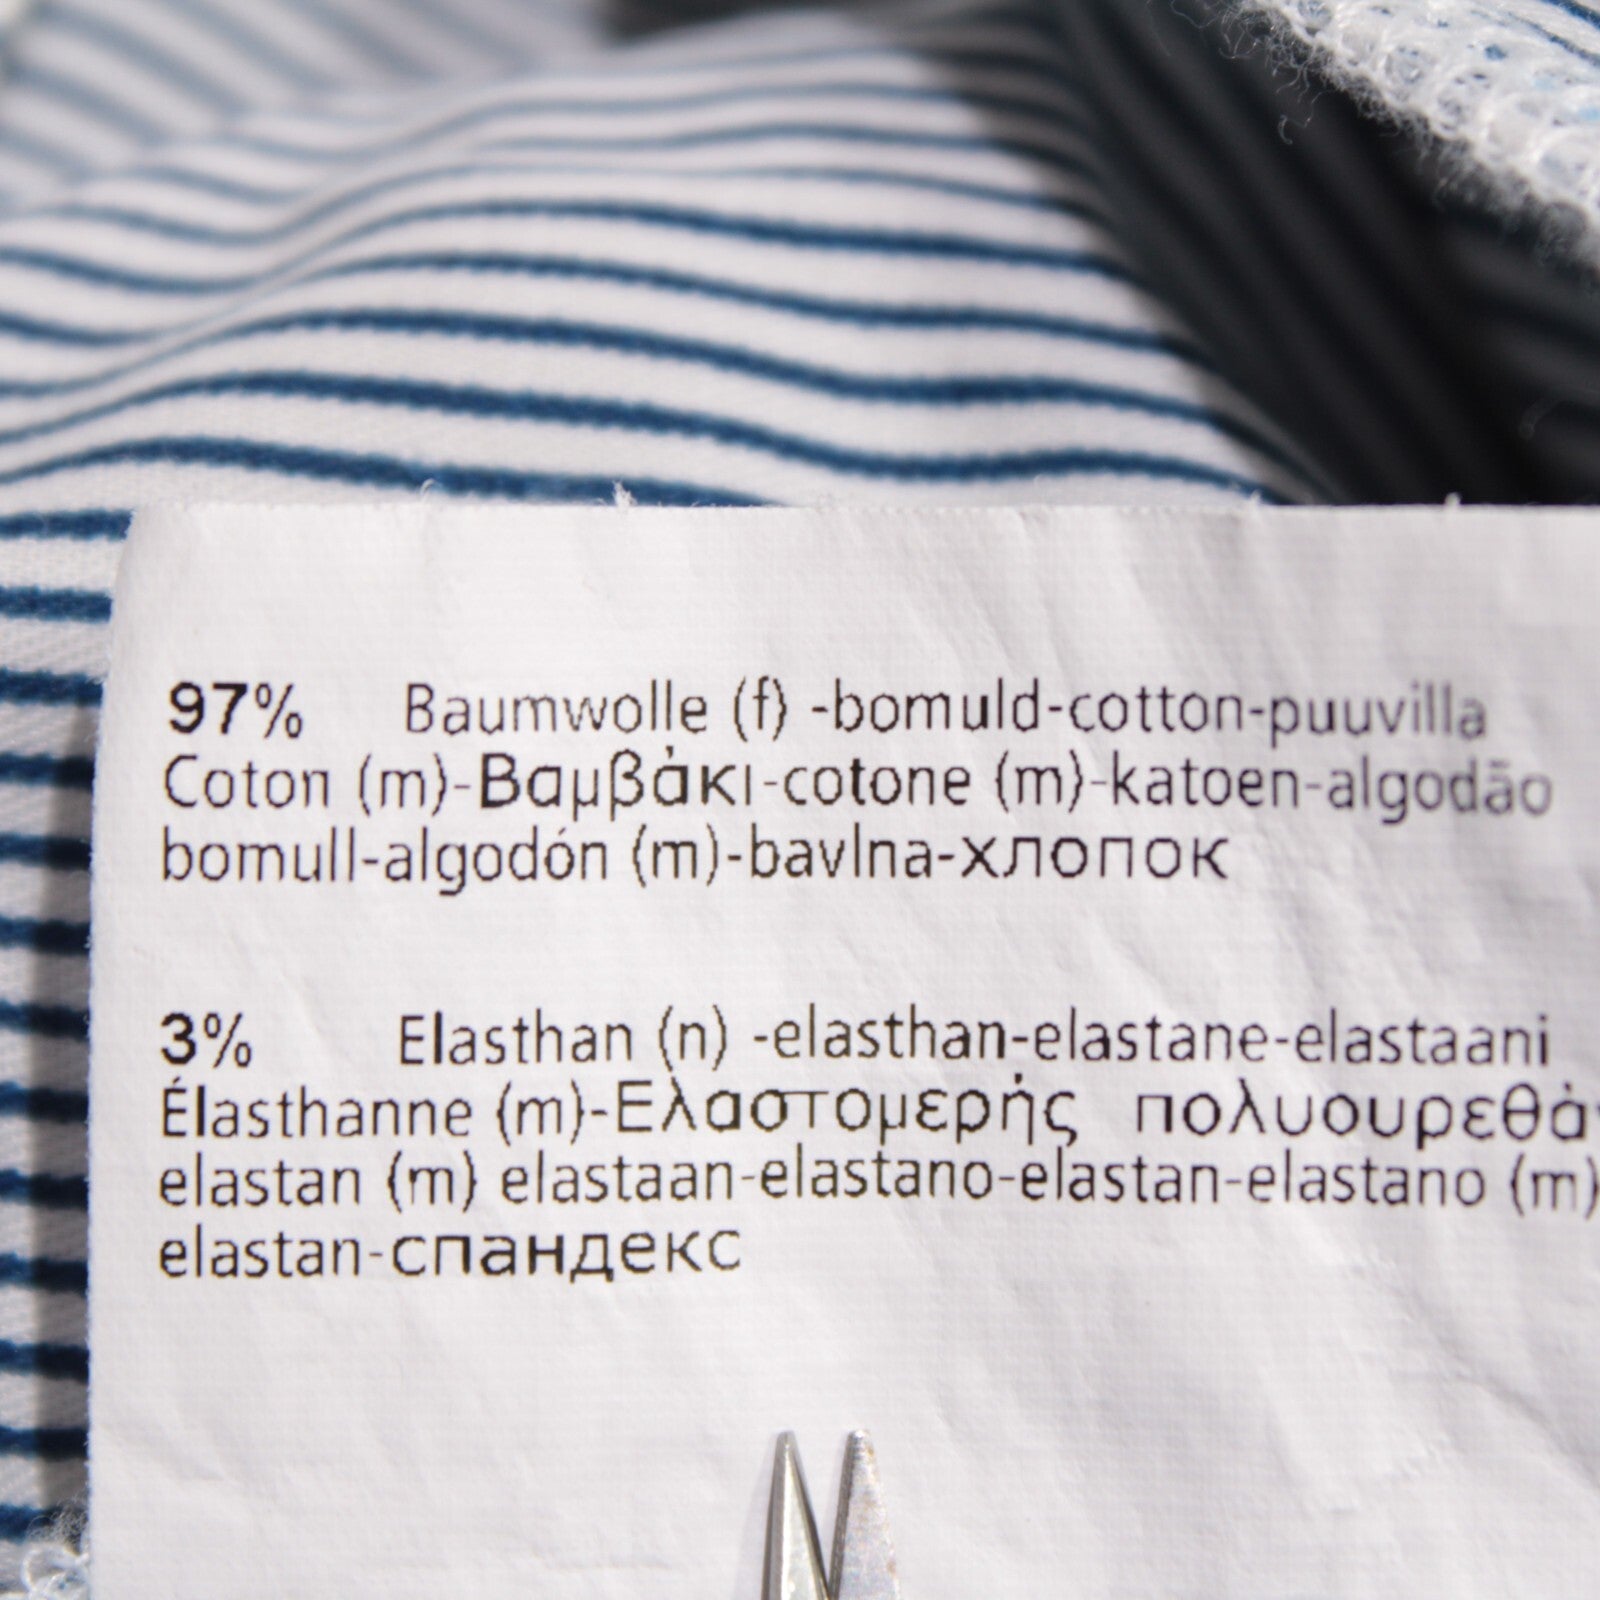 97% Baumwolle (f) -bomuld-cotton-puuvilla
Coton (m)-Βαμβάκι-cotone (m)-katoen-algodão
bomull-algodón (m)-bavlna-хлопок
3% Elasthan (n) -elasthan-elastane-elastaani
Élasthanne (m)-Ελαστομερής
elastan (m) elastaan-elastano-elastan-elastano (m)
elastan-спандекс